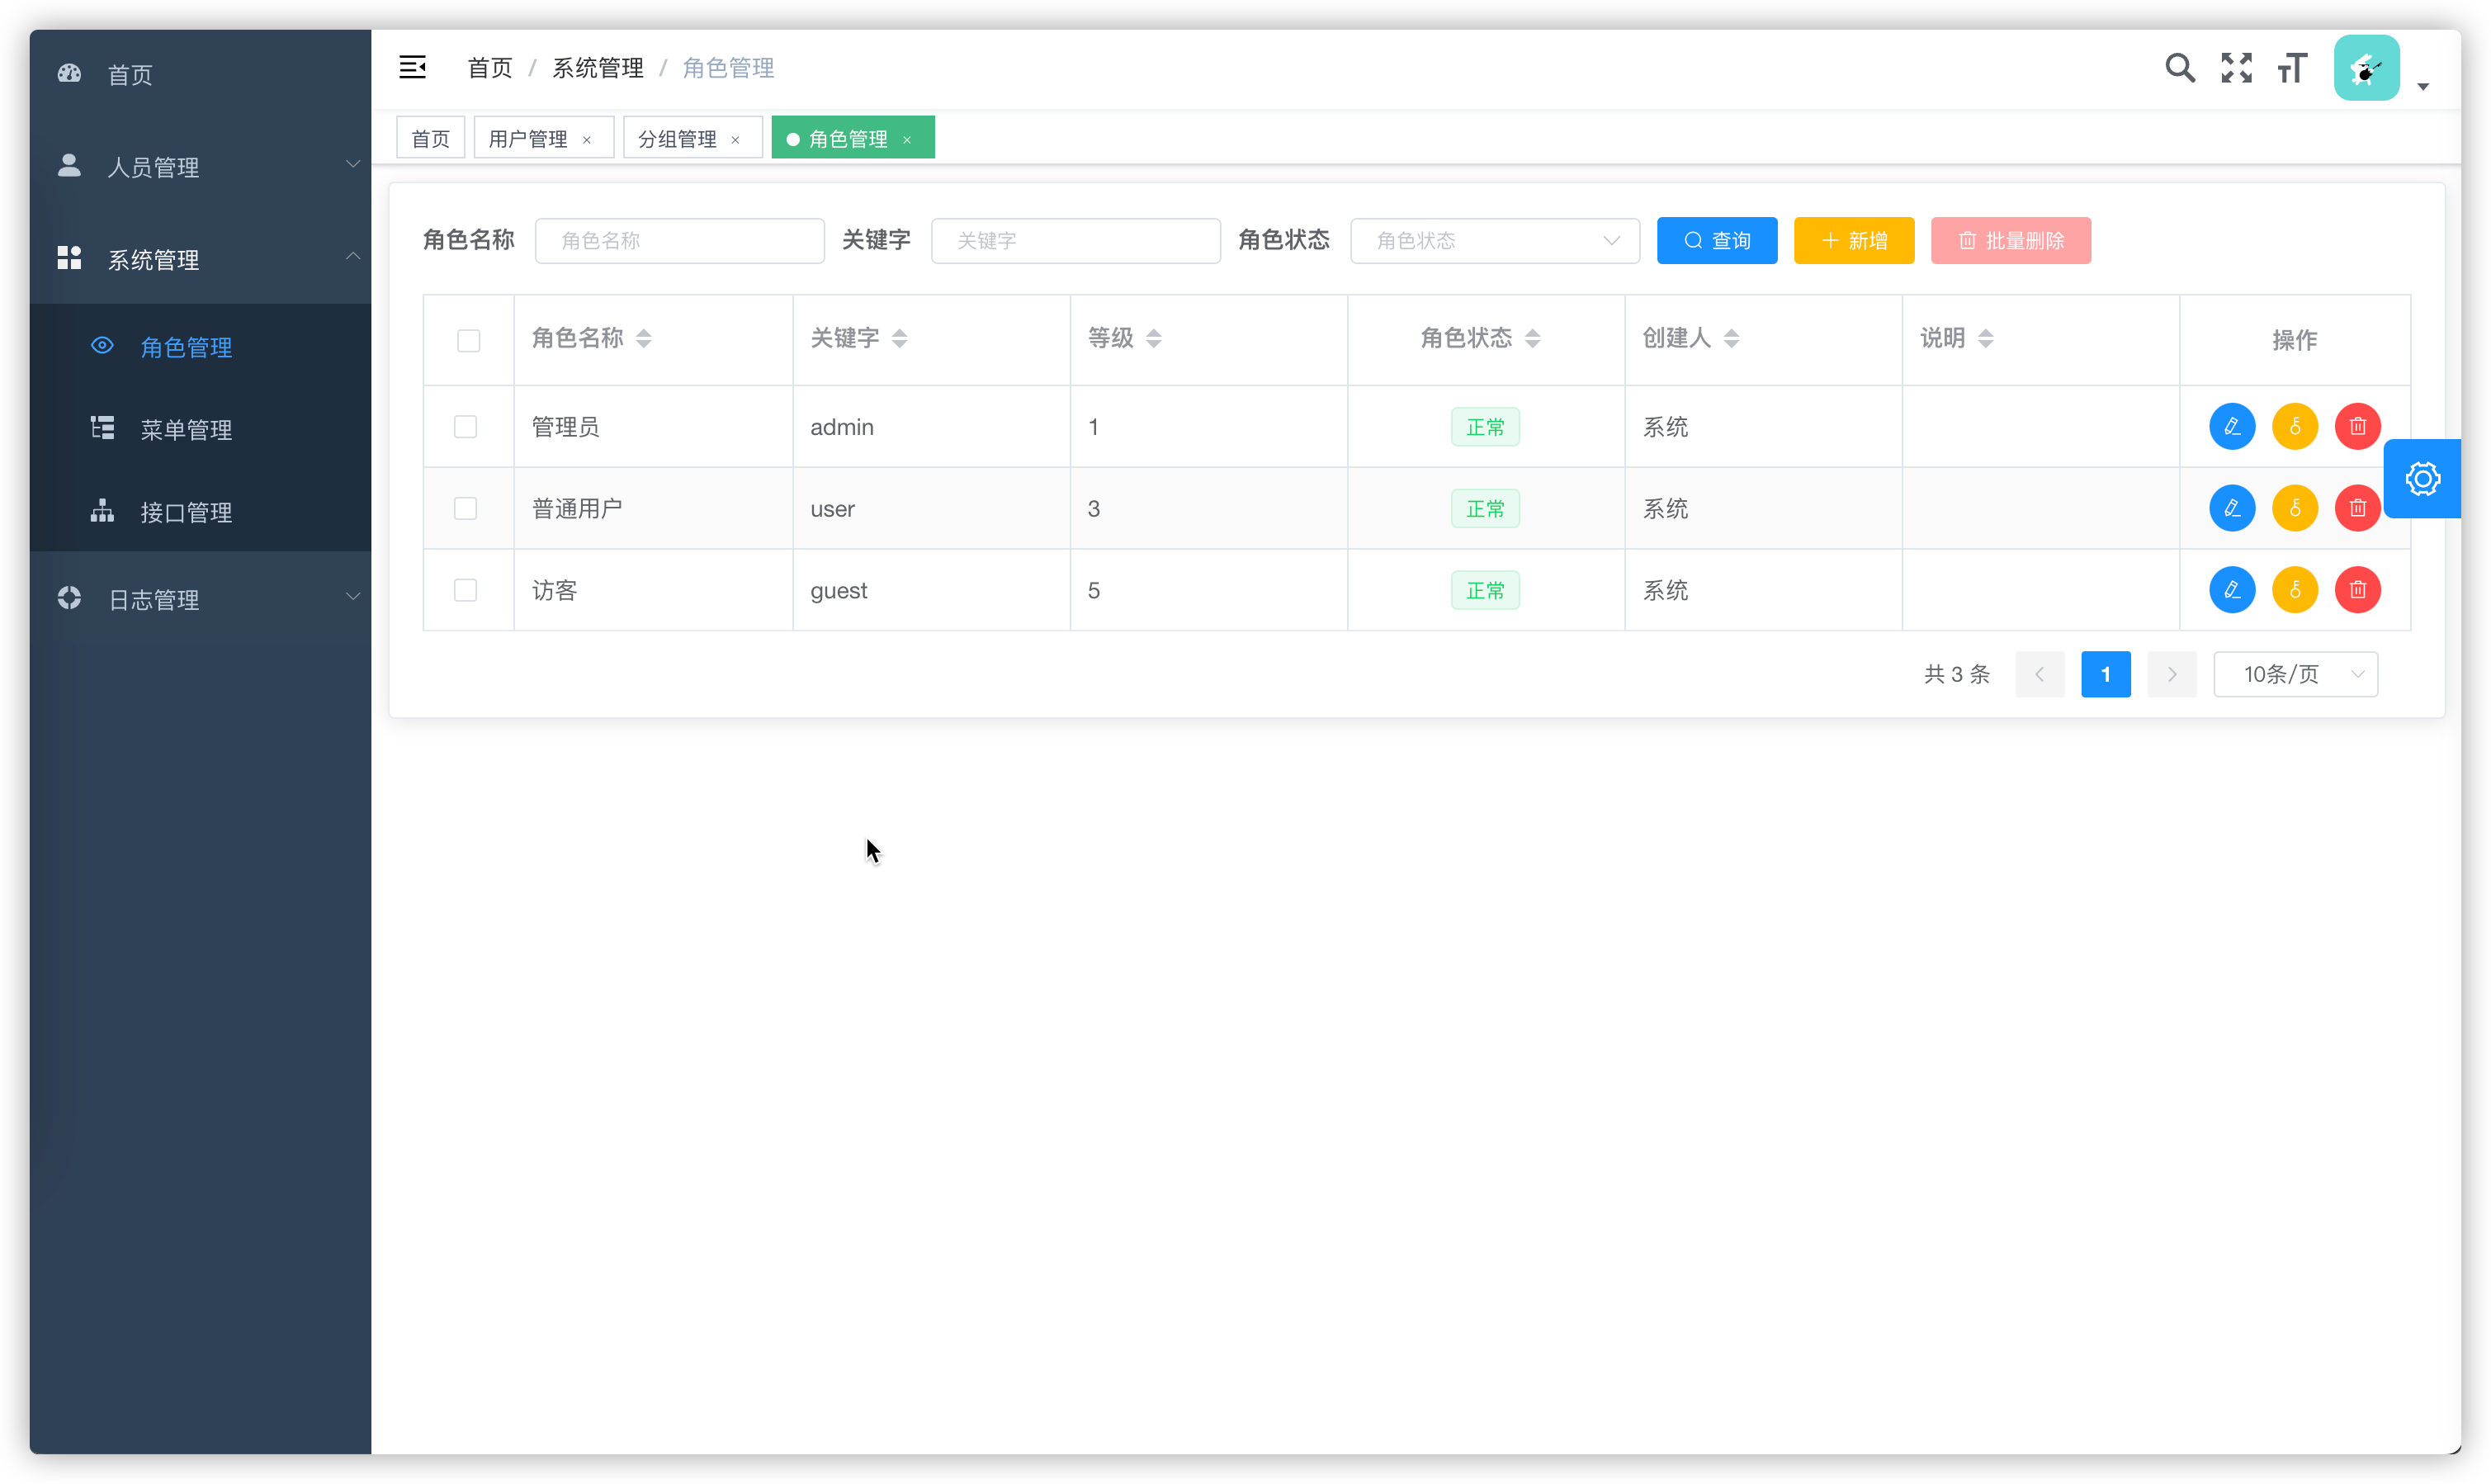 首页
人员管理
系统管理
角色管理
菜单管理
接口管理
日志管理
首页 / 系统管理 / 角色管理
首页 用户管理 × 分组管理 × 角色管理 ×
角色名称 角色名称 关键字 关键字 角色状态 角色状态 查询 新增 批量删除
角色名称 关键字 等级 角色状态 创建人 说明 操作
管理员 admin 1 正常 系统
普通用户 user 3 正常 系统
访客 guest 5 正常 系统
共 3 条 1 10条/页